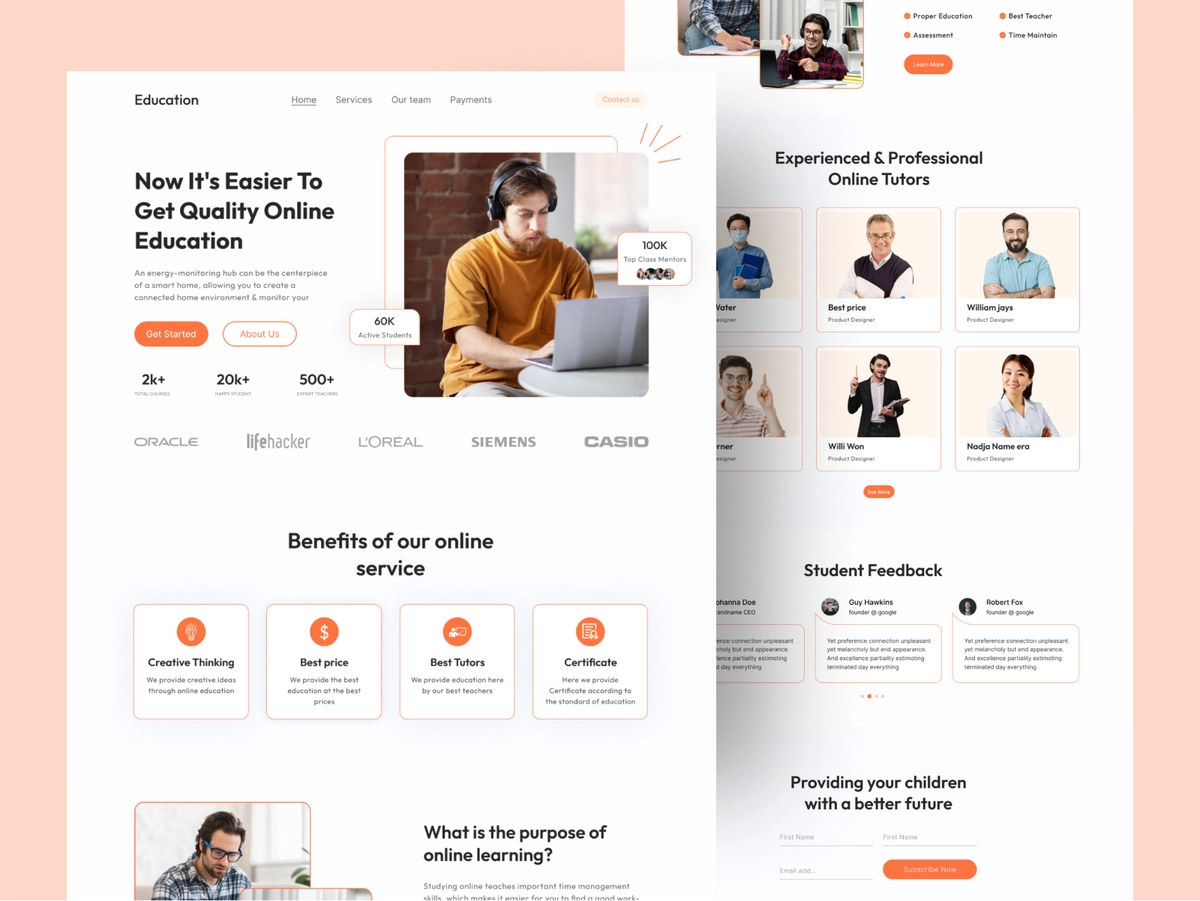 Education
Home
Services
Our team
Payments
Contact us
Now It's Easier To
Get Quality Online
Education
An energy-monitoring hub can be the centerpiece
of a smart home, allowing you to create a
connected home environment & monitor your
Get Started
About Us
2k+
TOTAL COURSES
20k+
HAPPY STUDENT
500+
EXPART TEACHERS
60K
Active Students
100K
Top Class Mentors
ORACLE
lifehacker
L'ORÉAL
SIEMENS
CASIO
Benefits of our online
service
Creative Thinking
We provide creative ideas
through online education
Best price
We provide the best
education at the best
prices
Best Tutors
We provide education here
by our best teachers
Certificate
Here we provide
Certificate according to
the standard of education
What is the purpose of
online learning?
Studying online teaches important time management
skills, which makes it easier for you to find a good work-
Proper Education
Best Teacher
Assessment
Time Maintain
Learn More
Experienced & Professional
Online Tutors
Best price
Product Designer
William jays
Product Designer
Willi Won
Product Designer
Nadja Name era
Product Designer
See More
Student Feedback
Doe
CEO
connection unpleasant
but end appearance.
partiality estimoting
day everything
Guy Hawkins
founder @ google
Yet preference connection unpleasant
yet melancholy but end appearance.
And excellence partiality estimoting
terminated day everything
Robert Fox
founder @ google
Yet preference connection unpleasant
yet melancholy but end appearance.
And excellence partiality estimoting
terminated day everything
Providing your children
with a better future
First Name
First Name
Email add...
Subscribe Now